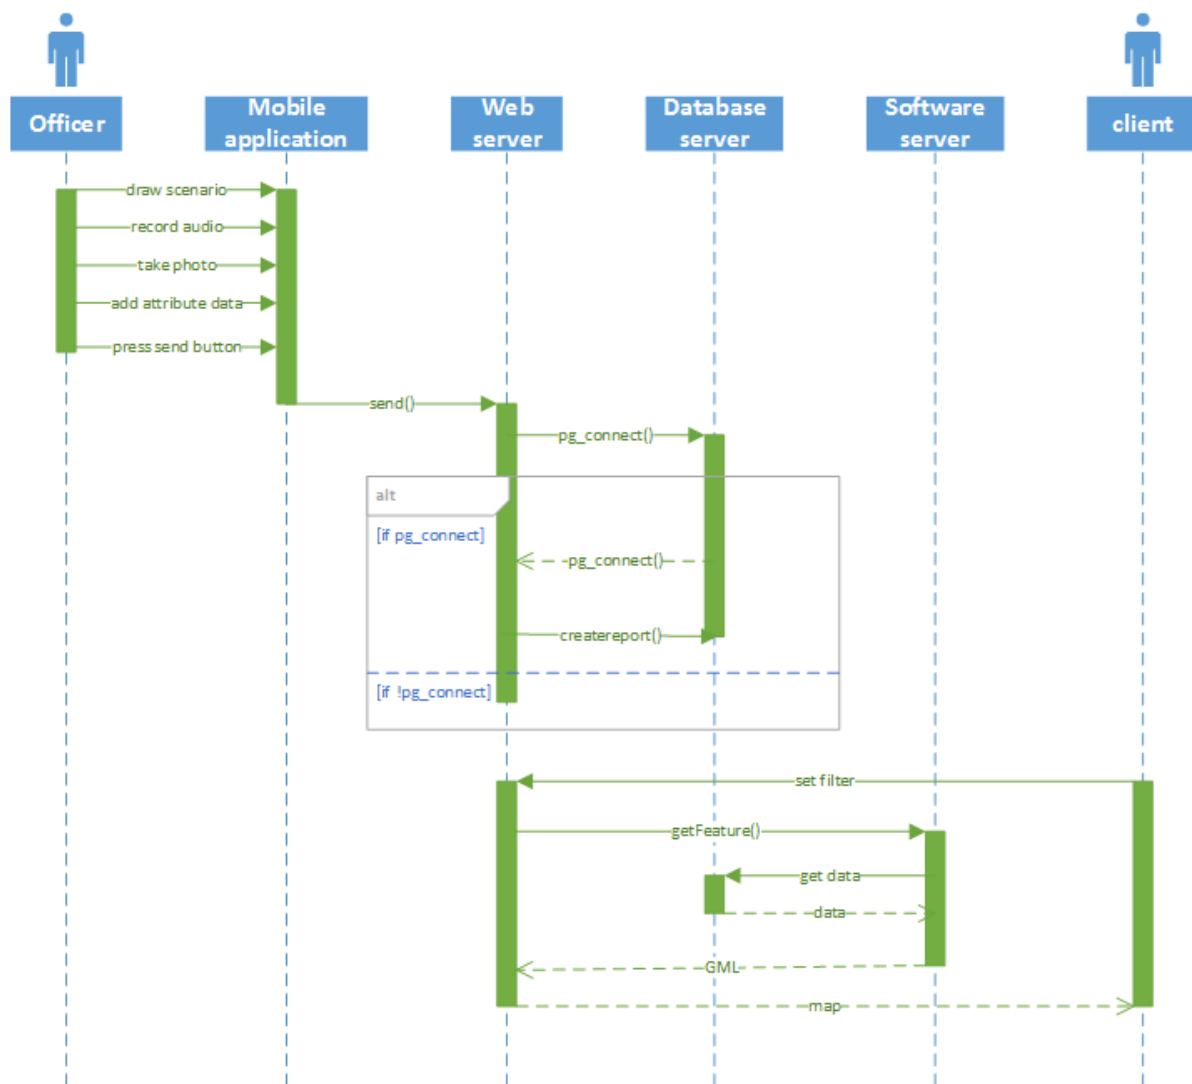 Officer
Mobile
application
Web
server
Database
server
Software
server
client
draw scenario
record audio
take photo
add attribute data
press send button
send()
pg_connect()
alt
[if pg_connect]
pg_connect()
createreport()
[if !pg_connect]
set filter
getFeature()
get data
data
GML
map